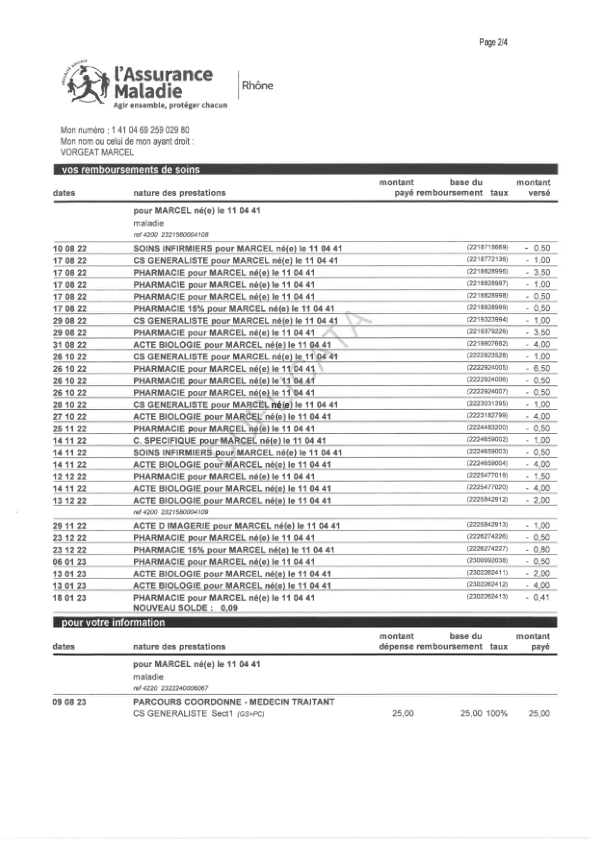 Page 2/4
l'Assurance
Maladie
Agir ensemble, protéger chacun
Rhône
Mon numéro : 1 41 04 69 259 029 80
Mon nom ou celui de mon ayant droit :
VORGEAT MARCEL
vos remboursements de soins
dates nature des prestations montant payé base du remboursement taux montant versé
pour MARCEL né(e) le 11 04 41
maladie
ref 4200 2321580004108
10 08 22 SOINS INFIRMIERS pour MARCEL né(e) le 11 04 41 (2218718669) - 0,50
17 08 22 CS GENERALISTE pour MARCEL né(e) le 11 04 41 (2218772136) - 1,00
17 08 22 PHARMACIE pour MARCEL né(e) le 11 04 41 (2218828996) - 3,50
17 08 22 PHARMACIE pour MARCEL né(e) le 11 04 41 (2218828997) - 1,00
17 08 22 PHARMACIE pour MARCEL né(e) le 11 04 41 (2218828998) - 0,50
17 08 22 PHARMACIE 15% pour MARCEL né(e) le 11 04 41 (2218828999) - 0,50
29 08 22 CS GENERALISTE pour MARCEL né(e) le 11 04 41 (2219323994) - 1,00
29 08 22 PHARMACIE pour MARCEL né(e) le 11 04 41 (2219379226) - 3,50
31 08 22 ACTE BIOLOGIE pour MARCEL né(e) le 11 04 41 (2219807682) - 4,00
26 10 22 CS GENERALISTE pour MARCEL né(e) le 11 04 41 (2222823528) - 1,00
26 10 22 PHARMACIE pour MARCEL né(e) le 11 04 41 (2222924005) - 6,50
26 10 22 PHARMACIE pour MARCEL né(e) le 11 04 41 (2222924006) - 0,50
26 10 22 PHARMACIE pour MARCEL né(e) le 11 04 41 (2222924007) - 0,50
28 10 22 CS GENERALISTE pour MARCEL né(e) le 11 04 41 (2223031395) - 1,00
27 10 22 ACTE BIOLOGIE pour MARCEL né(e) le 11 04 41 (2223182799) - 4,00
25 11 22 PHARMACIE pour MARCEL né(e) le 11 04 41 (2224483200) - 0,50
14 11 22 C. SPECIFIQUE pour MARCEL né(e) le 11 04 41 (2224659002) - 1,00
14 11 22 SOINS INFIRMIERS pour MARCEL né(e) le 11 04 41 (2224659003) - 0,50
14 11 22 ACTE BIOLOGIE pour MARCEL né(e) le 11 04 41 (2224659004) - 4,00
12 12 22 PHARMACIE pour MARCEL né(e) le 11 04 41 (2225477019) - 1,50
14 11 22 ACTE BIOLOGIE pour MARCEL né(e) le 11 04 41 (2225477020) - 4,00
13 12 22 ACTE BIOLOGIE pour MARCEL né(e) le 11 04 41 (2225842912) - 2,00
ref 4200 2321580004109
29 11 22 ACTE D IMAGERIE pour MARCEL né(e) le 11 04 41 (2225842913) - 1,00
23 12 22 PHARMACIE pour MARCEL né(e) le 11 04 41 (2226274226) - 0,50
23 12 22 PHARMACIE 15% pour MARCEL né(e) le 11 04 41 (2226274227) - 0,80
06 01 23 PHARMACIE pour MARCEL né(e) le 11 04 41 (2300992038) - 0,50
13 01 23 ACTE BIOLOGIE pour MARCEL né(e) le 11 04 41 (2302262411) - 2,00
13 01 23 ACTE BIOLOGIE pour MARCEL né(e) le 11 04 41 (2302262412) - 4,00
18 01 23 PHARMACIE pour MARCEL né(e) le 11 04 41 (2302262413) - 0,41
NOUVEAU SOLDE : 0,09
pour votre information
dates nature des prestations montant dépense base du remboursement taux montant payé
pour MARCEL né(e) le 11 04 41
maladie
ref 4220 2322240006067
09 08 23 PARCOURS COORDONNE - MEDECIN TRAITANT
CS GENERALISTE Sect1 (GS=PC) 25,00 25,00 100% 25,00